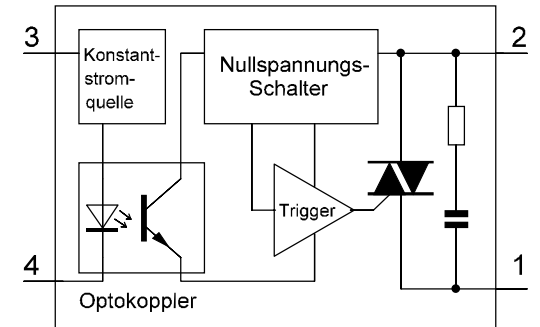 3
Konstant-
strom-
quelle
Nullspannungs-
Schalter
2
Trigger
4
Optokoppler
1